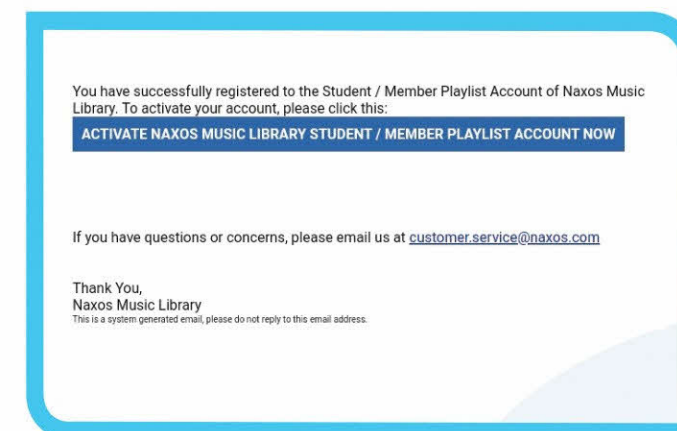 You have successfully registered to the Student / Member Playlist Account of Naxos Music
Library. To activate your account, please click this:
ACTIVATE NAXOS MUSIC LIBRARY STUDENT / MEMBER PLAYLIST ACCOUNT NOW
If you have questions or concerns, please email us at customer.service@naxos.com
Thank You,
Naxos Music Library
This is a system generated email, please do not reply to this email address.